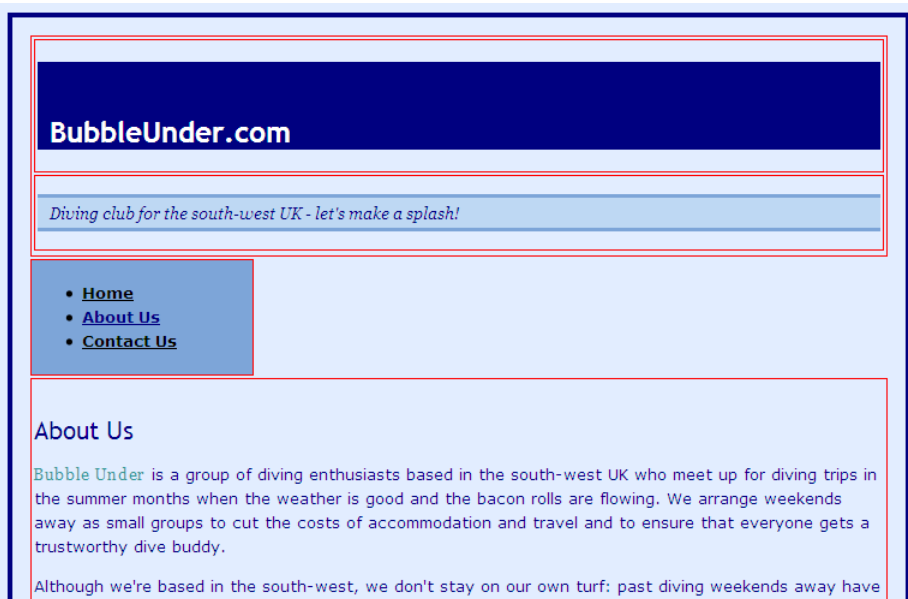 BubbleUnder.com
Diving club for the south-west UK - let's make a splash!
Home
About Us
Contact Us
About Us
Bubble Under is a group of diving enthusiasts based in the south-west UK who meet up for diving trips in
the summer months when the weather is good and the bacon rolls are flowing. We arrange weekends
away as small groups to cut the costs of accommodation and travel and to ensure that everyone gets a
trustworthy dive buddy.
Although we're based in the south-west, we don't stay on our own turf: past diving weekends away have